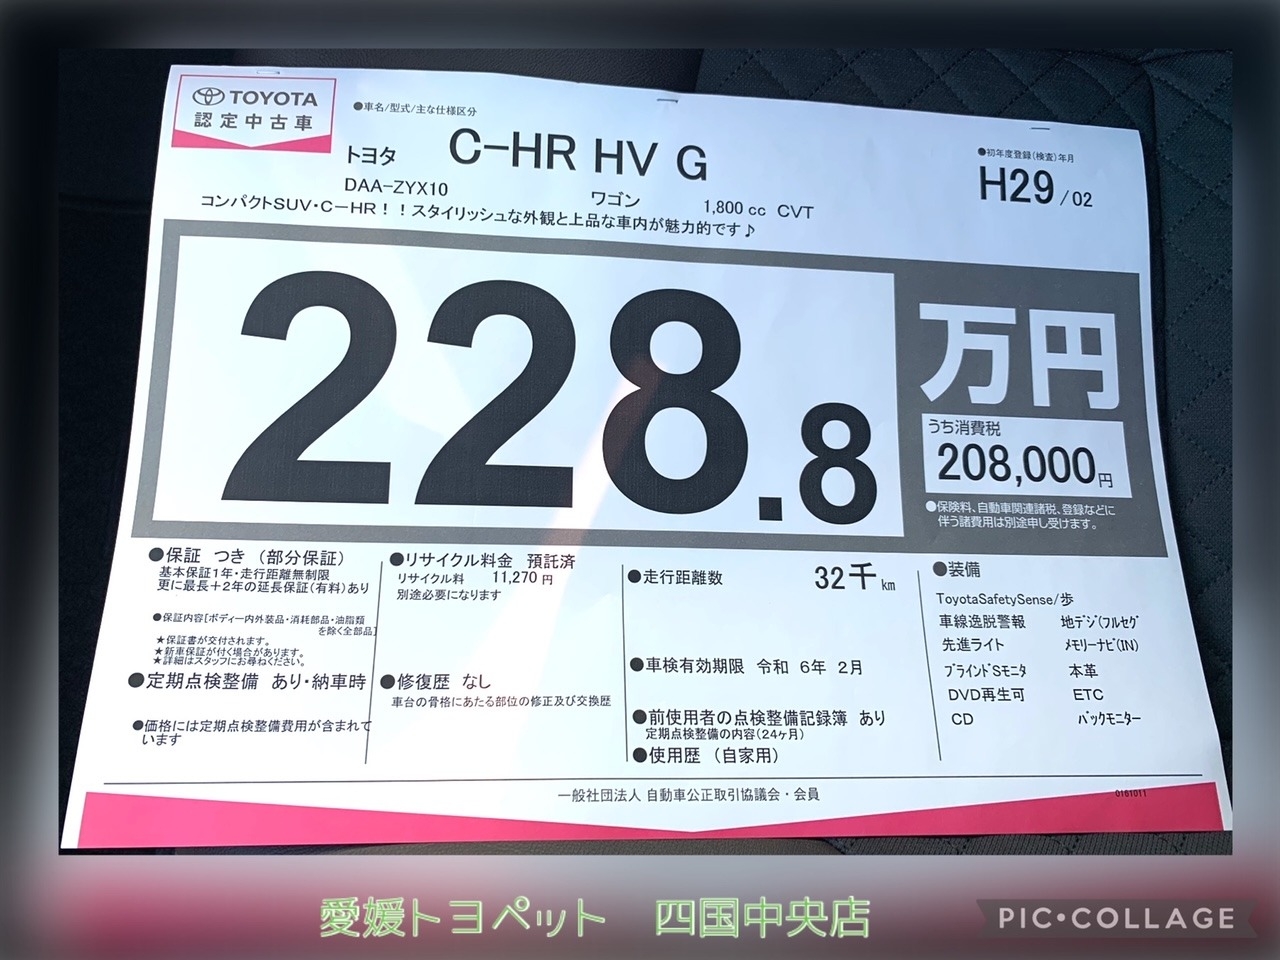 TOYOTA
認定中古車
●車名/型式/主な仕様区分
トヨタ C-HR HV G
●初年度登録(検査)年月
H29/02
DAA-ZYX10 ワゴン 1,800 cc CVT
コンパクトSUV・C-HR!!スタイリッシュな外観と上品な車内が魅力的です♪
228.8
万円
うち消費税
208,000円
●保険料、自動車関連諸税、登録などに
伴う諸費用は別途申し受けます。
●保証 つき (部分保証)
基本保証1年・走行距離無制限
更に最長+2年の延長保証(有料)あり
●保証内容[ボディー内外装品・消耗部品・油脂類
を除く全部品]
★保証書が交付されます。
★新車保証が付く場合があります。
★詳細はスタッフにお尋ねください。
●定期点検整備 あり・納車時
●価格には定期点検整備費用が含まれて
います
●リサイクル料金 預託済
リサイクル料 11,270 円
別途必要になります
●修復歴 なし
車台の骨格にあたる部位の修正及び交換歴
●走行距離数 32千km
●車検有効期限 令和 6年 2月
●前使用者の点検整備記録簿 あり
定期点検整備の内容(24ヶ月)
●使用歴 (自家用)
●装備
ToyotaSafetySense/歩
車線逸脱警報 地デジ(フルセグ
先進ライト メモリーナビ(IN)
ブラインドSモニタ 本革
DVD再生可 ETC
CD バックモニター
一般社団法人 自動車公正取引協議会・会員
0161011
愛媛トヨペット 四国中央店
PIC•COLLAGE